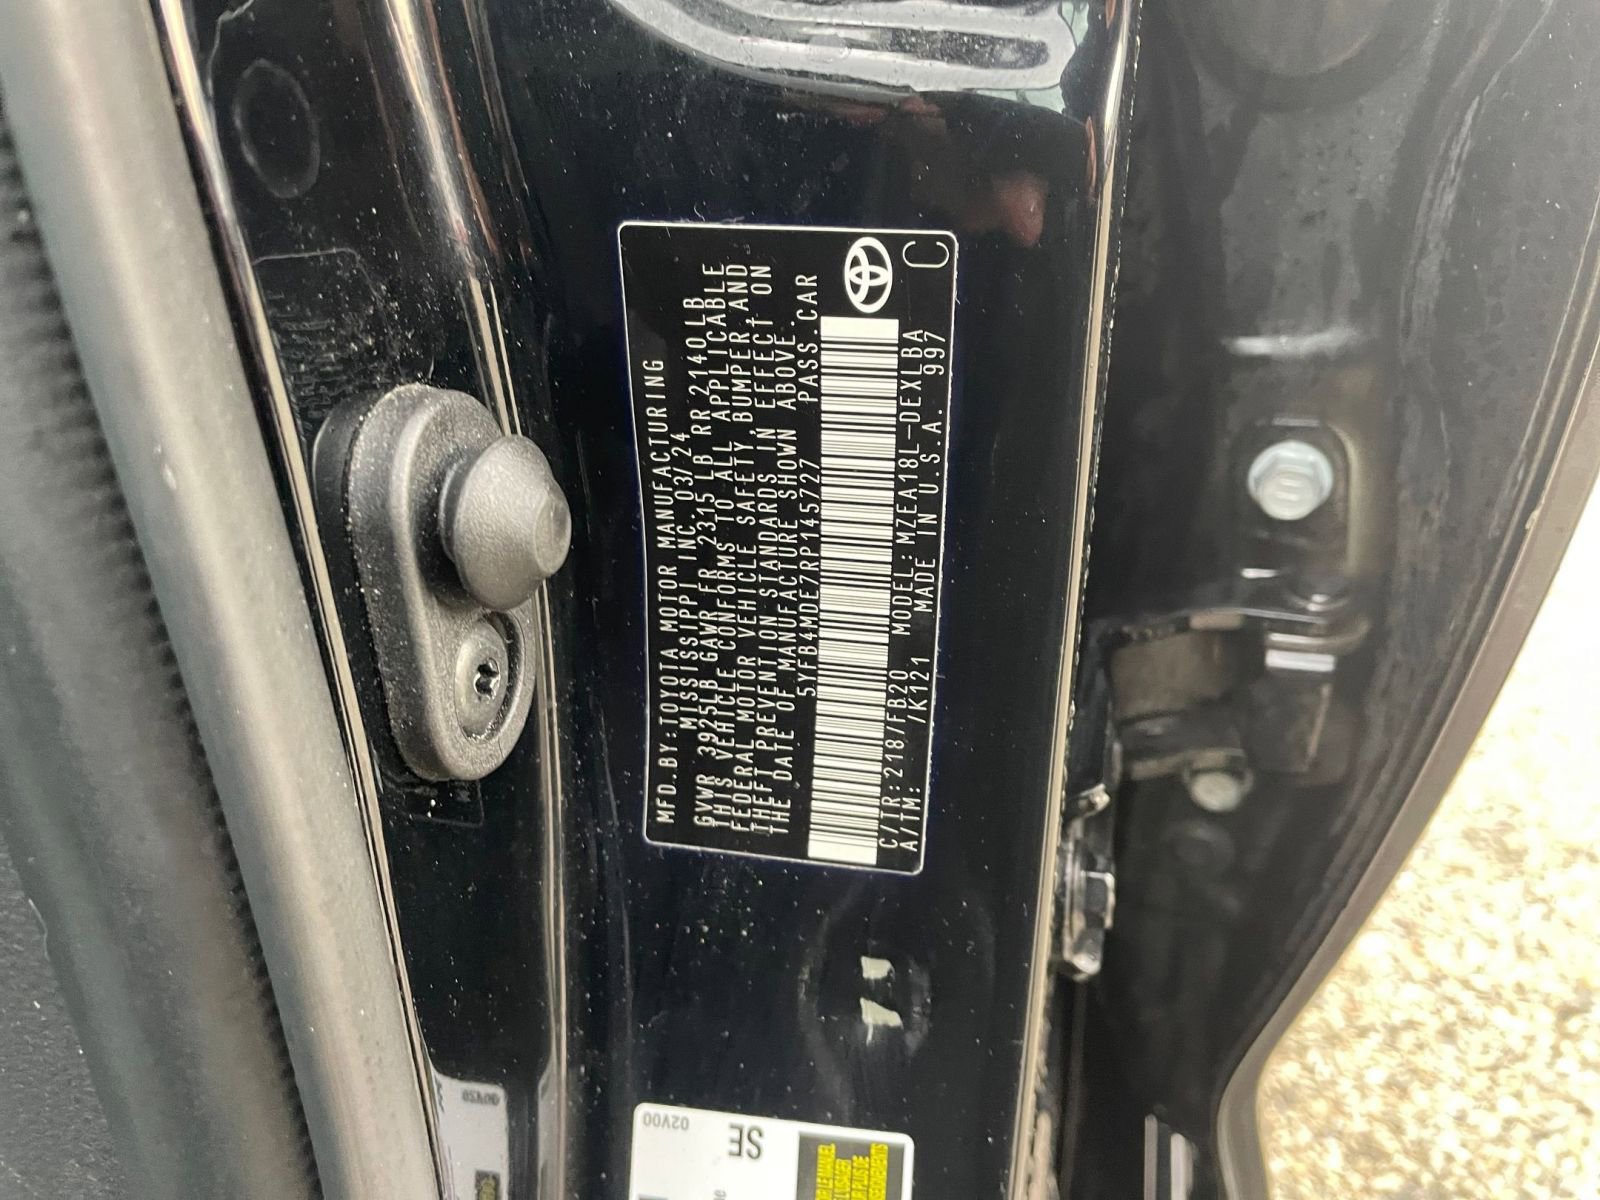 MFD.BY:TOYOTA MOTOR MANUFACTURING
MISSISSIPPI INC. 03/24
GVWR 3925LB GAWR FR 2315 LB RR 2140LB
THIS VEHICLE CONFORMS TO ALL APPLICABLE
FEDERAL MOTOR VEHICLE SAFETY,BUMPER,AND
THEFT PREVENTION STANDARDS IN EFFECT ON
THE DATE OF MANUFACTURE SHOWN ABOVE.
5YFB4MDE7RP145727 PASS.CAR
C/TR:218/FB20 MODEL:MZEA18L-DEXLBA
A/TM: /K121 MADE IN U.S.A. 997 C
02V00
SE